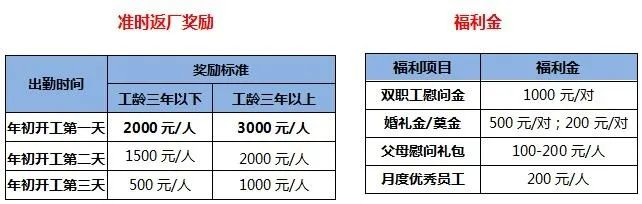 准时返厂奖励
出勤时间 奖励标准
工龄三年以下 工龄三年以上
年初开工第一天 2000 元/人 3000 元/人
年初开工第二天 1500 元/人 2000 元/人
年初开工第三天 500 元/人 1000 元/人
福利金
福利项目 福利金
双职工慰问金 1000 元/对
婚礼金/奠金 500 元/对；200 元/对
父母慰问礼包 100-200 元/人
月度优秀员工 200 元/人